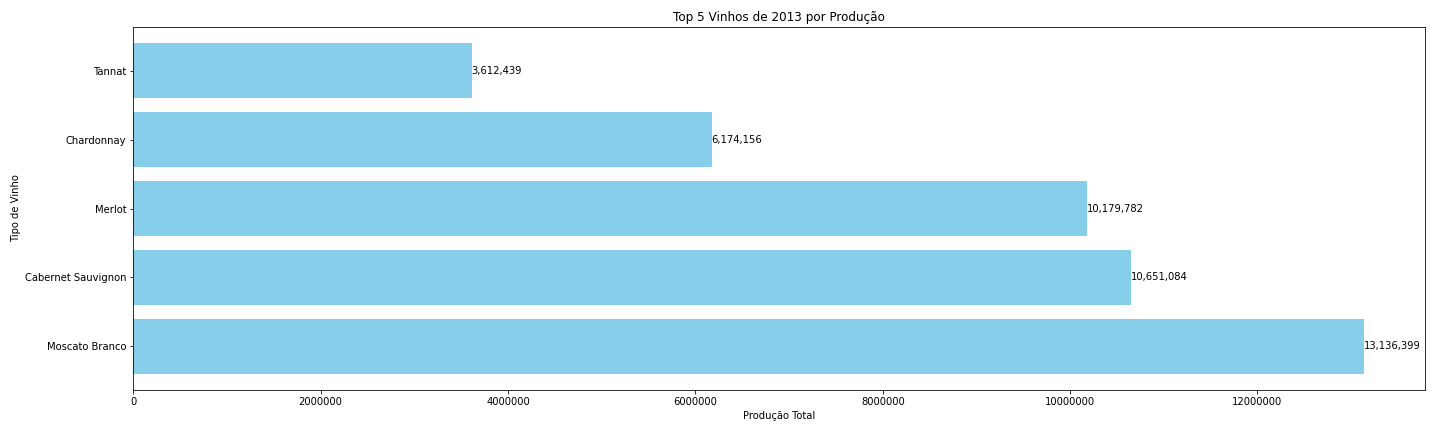 Top 5 Vinhos de 2013 por Produção
Tipo de Vinho
Tannat
3,612,439
Chardonnay
6,174,156
Merlot
10,179,782
Cabernet Sauvignon
10,651,084
Moscato Branco
13,136,399
0 2000000 4000000 6000000 8000000 10000000 12000000
Produção Total